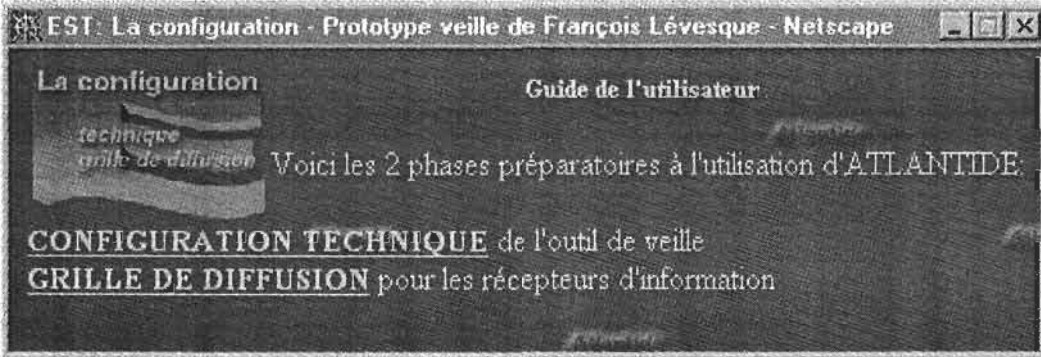 EST: La configuration - Prototype veille de François Lévesque - Netscape
La configuration
technique
grille de diffusion
Guide de l'utilisateur
Voici les 2 phases préparatoires à l'utilisation d'ATLANTIDE:
CONFIGURATION TECHNIQUE de l'outil de veille
GRILLE DE DIFFUSION pour les récepteurs d'information